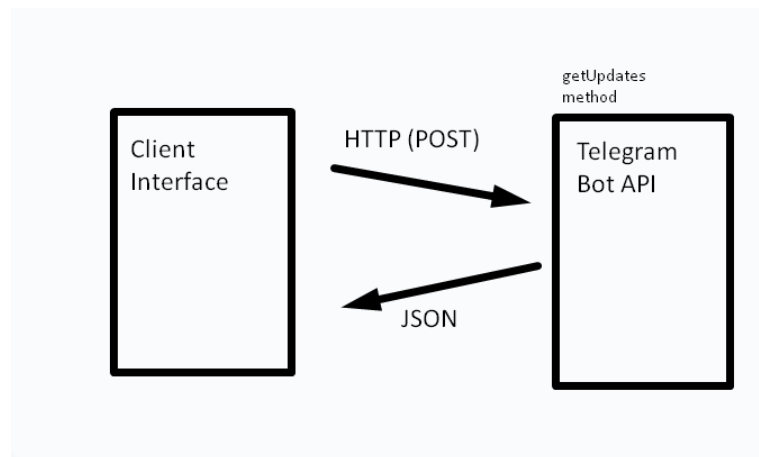 getUpdates
method
Client
Interface
HTTP (POST)
Telegram
Bot API
JSON